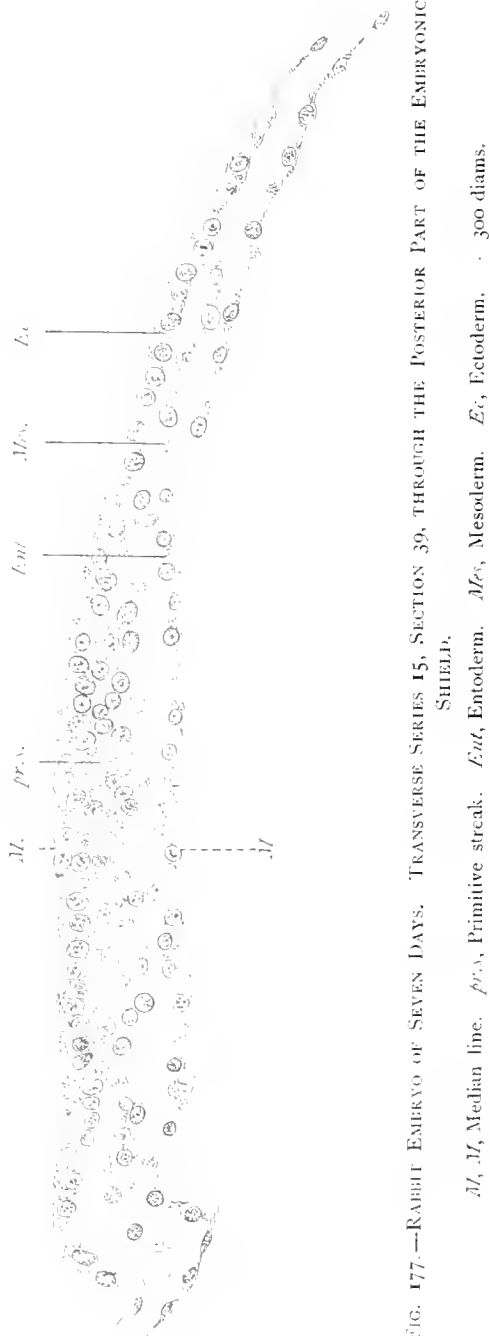 M. pr.s. Ent Mes. Ec
M
FIG. 177.—RABBIT EMBRYO OF SEVEN DAYS. TRANSVERSE SERIES 15, SECTION 39, THROUGH THE POSTERIOR PART OF THE EMBRYONIC
SHIELD.
M, M, Median line. pr.s, Primitive streak. Ent, Entoderm. Mes, Mesoderm. Ec, Ectoderm. · 300 diams.